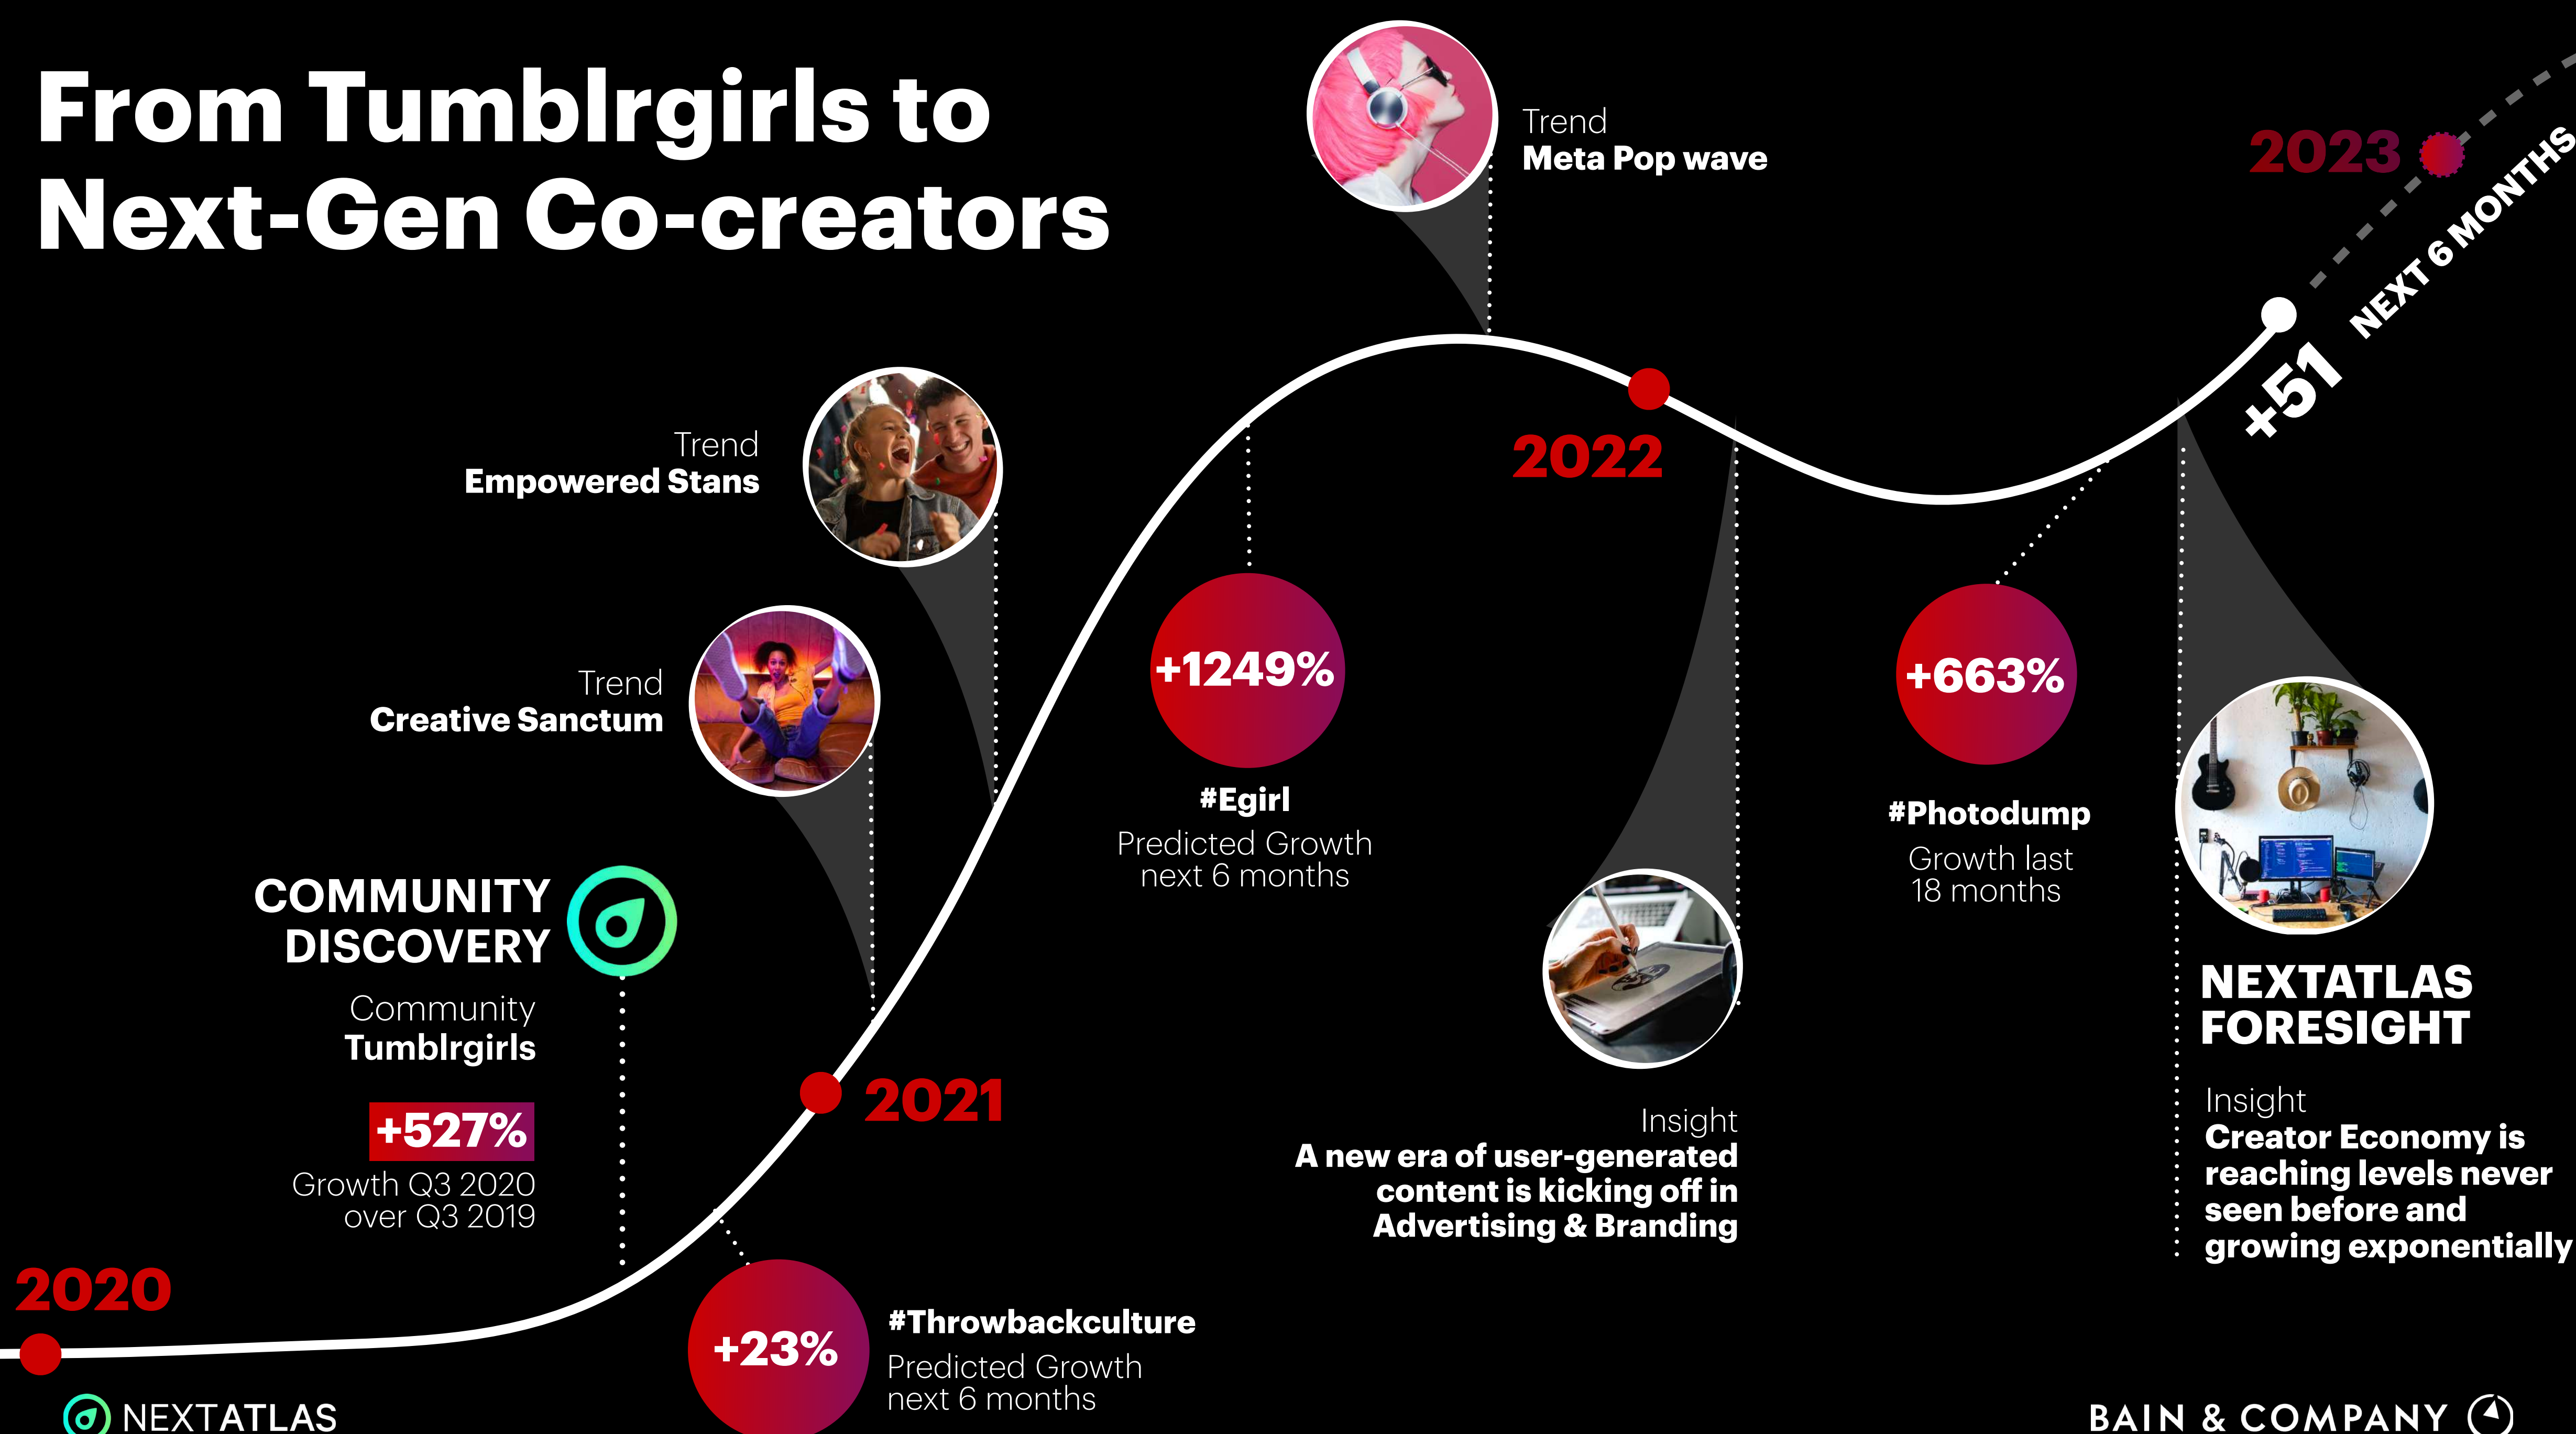 From Tumblrgirls to
Next-Gen Co-creators
Trend
Meta Pop wave
2023
NEXT 6 MONTHS
+51
Trend
Empowered Stans
2022
Trend
Creative Sanctum
+1249%
#Egirl
Predicted Growth
next 6 months
+663%
#Photodump
Growth last
18 months
COMMUNITY
DISCOVERY
Community
Tumblrgirls
+527%
Growth Q3 2020
over Q3 2019
2021
Insight
A new era of user-generated
content is kicking off in
Advertising & Branding
NEXTATLAS
FORESIGHT
Insight
Creator Economy is
reaching levels never
seen before and
growing exponentially
2020
+23%
#Throwbackculture
Predicted Growth
next 6 months
NEXTATLAS
BAIN & COMPANY